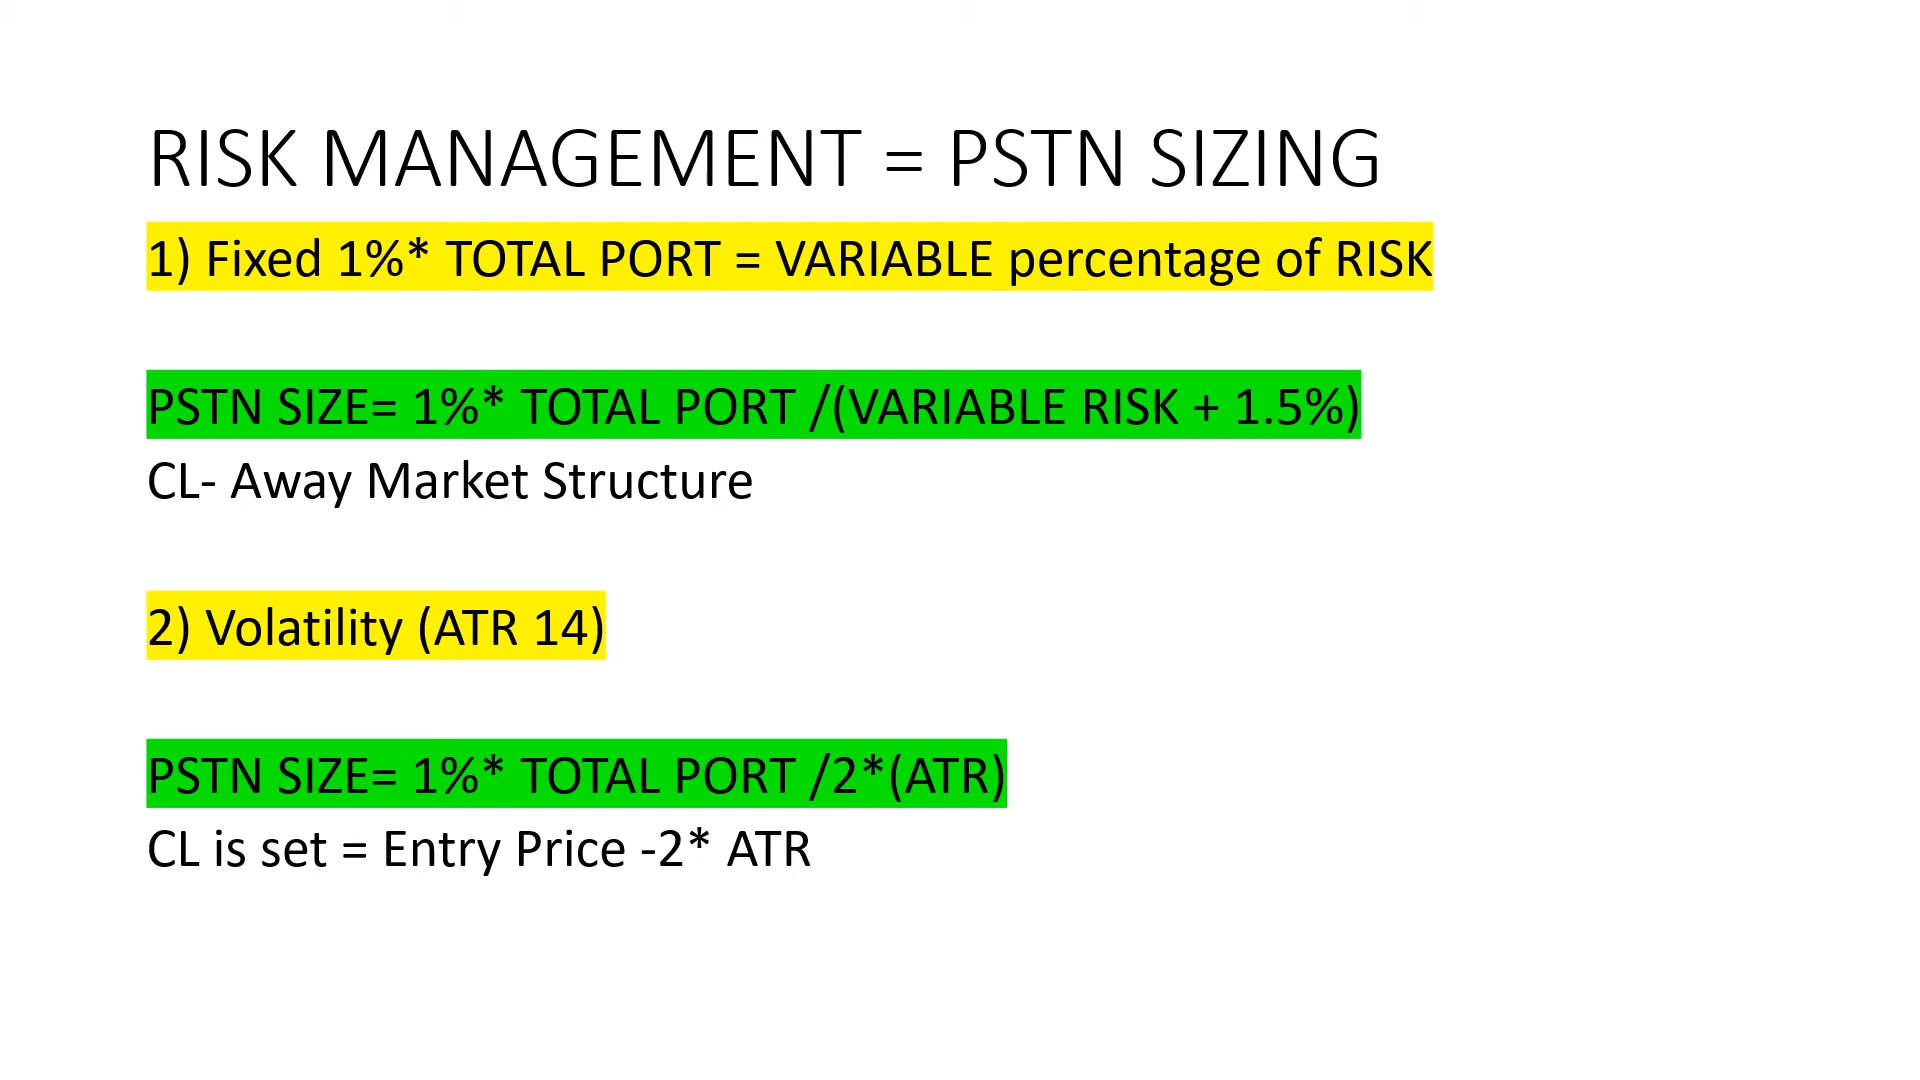 RISK MANAGEMENT = PSTN SIZING
1) Fixed 1%* TOTAL PORT = VARIABLE percentage of RISK
PSTN SIZE= 1%* TOTAL PORT /(VARIABLE RISK + 1.5%)
CL- Away Market Structure
2) Volatility (ATR 14)
PSTN SIZE= 1%* TOTAL PORT /2*(ATR)
CL is set = Entry Price -2* ATR